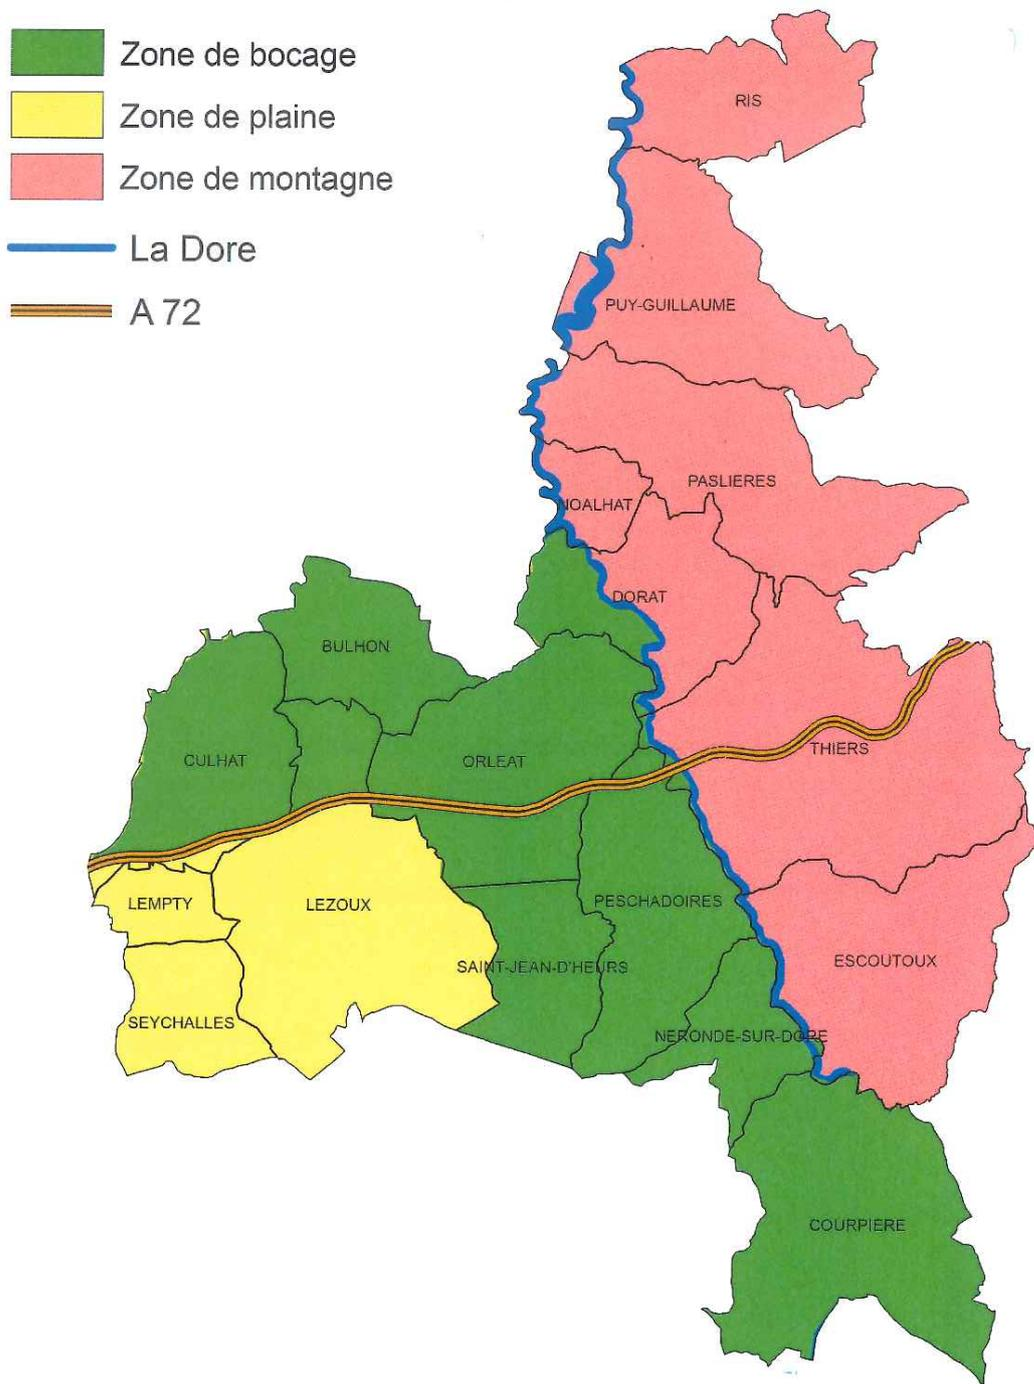 Zone de bocage
Zone de plaine
Zone de montagne
La Dore
A 72
RIS
PUY-GUILLAUME
PASLIERES
NOALHAT
DORAT
BULHON
CULHAT
ORLEAT
THIERS
LEMPTY
LEZOUX
PESCHADOIRES
SAINT-JEAN-D'HEURS
ESCOUTOUX
SEYCHALLES
NERONDE-SUR-DORE
COURPIERE